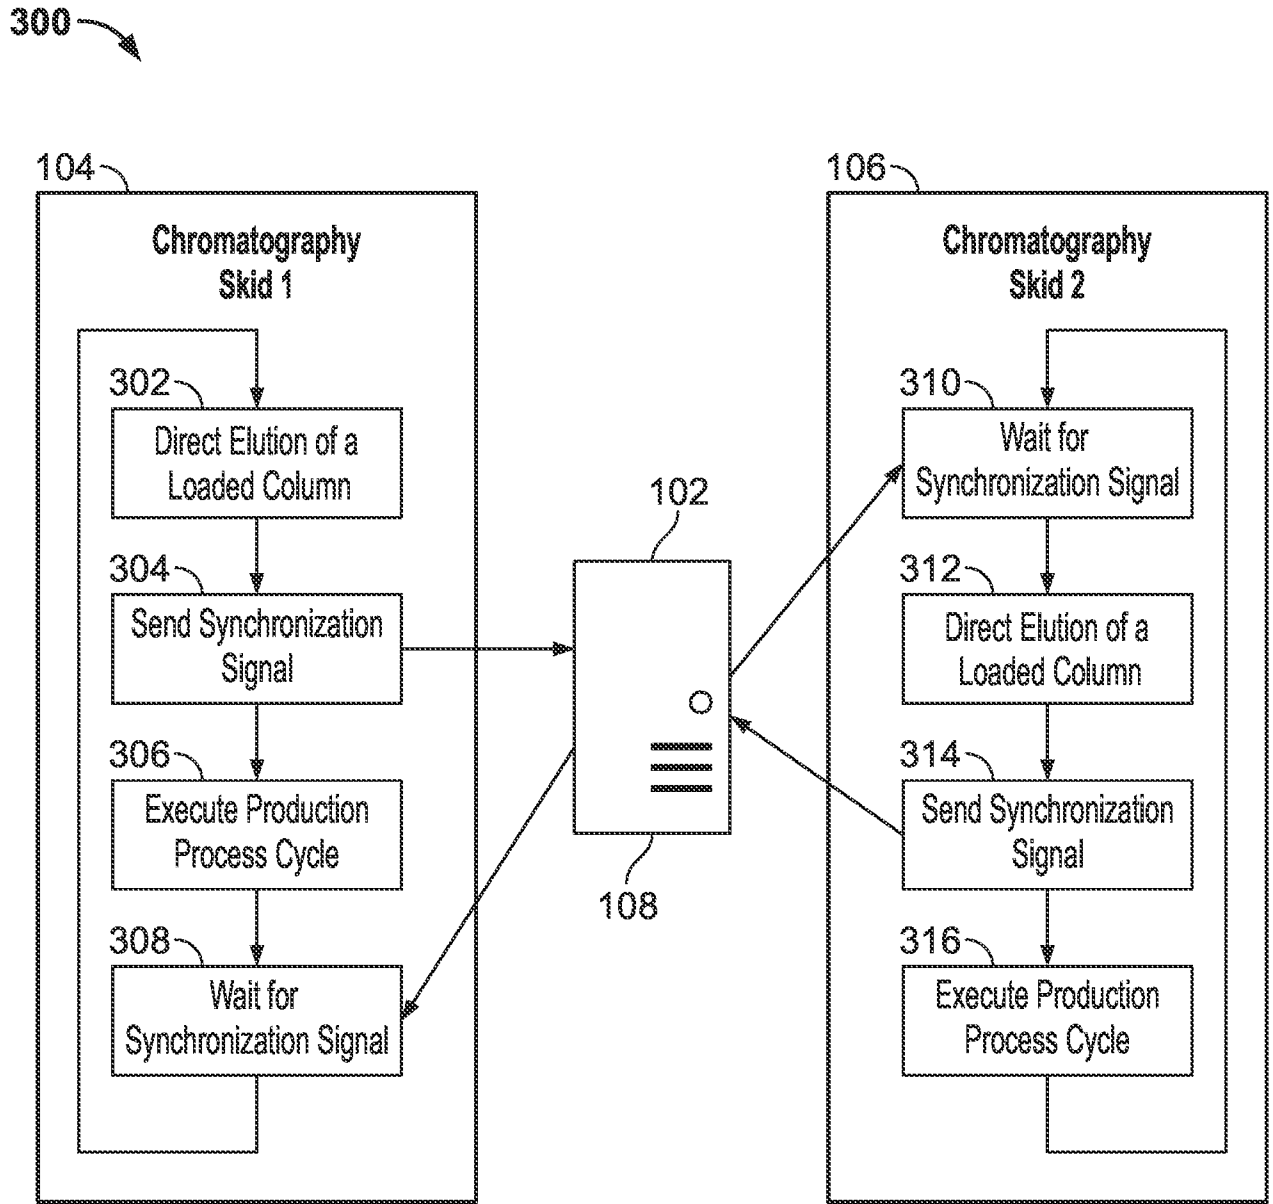 300
104
Chromatography
Skid 1
302
Direct Elution of a
Loaded Column
304
Send Synchronization
Signal
306
Execute Production
Process Cycle
308
Wait for
Synchronization Signal
102
108
106
Chromatography
Skid 2
310
Wait for
Synchronization Signal
312
Direct Elution of a
Loaded Column
314
Send Synchronization
Signal
316
Execute Production
Process Cycle